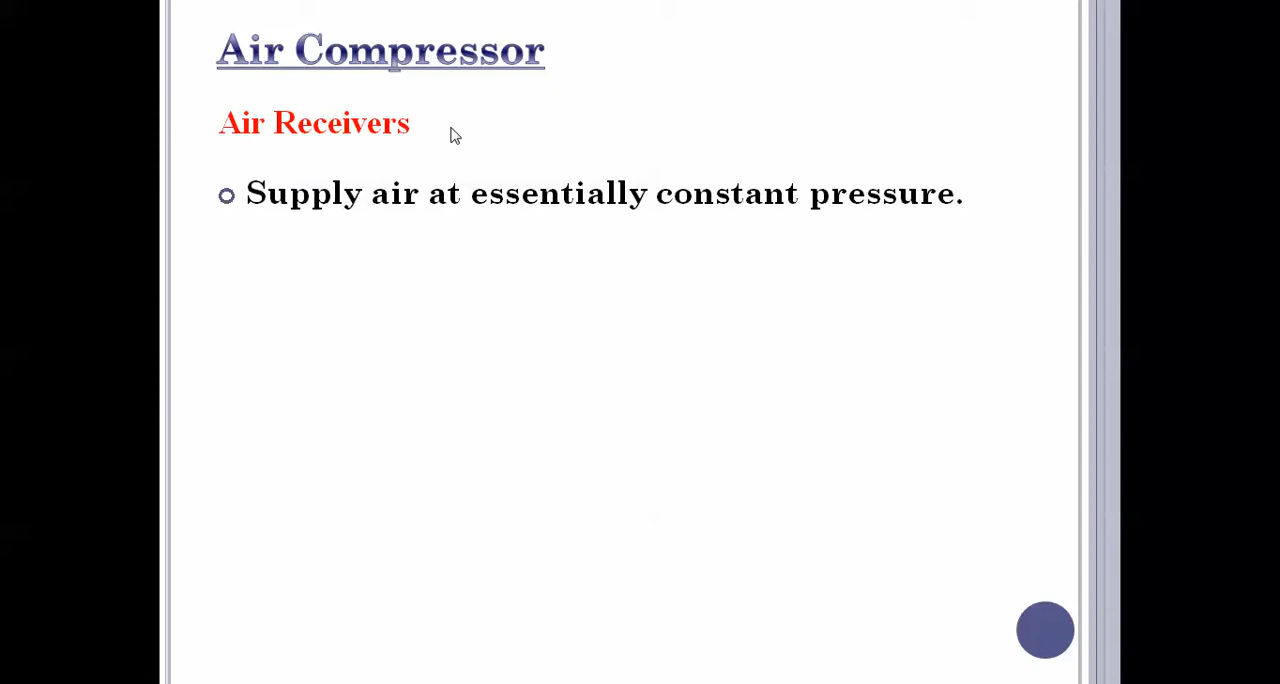 Air Compressor
Air Receivers
Supply air at essentially constant pressure.